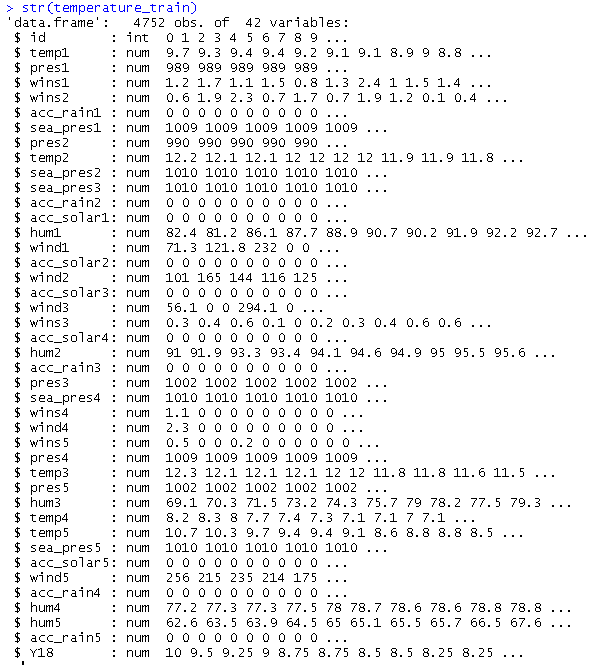 > str(temperature_train)
'data.frame':   4752 obs. of  42 variables:
 $ id        : int  0 1 2 3 4 5 6 7 8 9 ...
 $ temp1     : num  9.7 9.3 9.4 9.4 9.2 9.1 9.1 8.9 9 8.8 ...
 $ pres1     : num  989 989 989 989 989 ...
 $ wins1     : num  1.2 1.7 1.1 1.5 0.8 1.3 2.4 1 1.5 1.4 ...
 $ wins2     : num  0.6 1.9 2.3 0.7 1.7 0.7 1.9 1.2 0.1 0.4 ...
 $ acc_rain1 : num  0 0 0 0 0 0 0 0 0 0 ...
 $ sea_pres1 : num  1009 1009 1009 1009 1009 ...
 $ pres2     : num  990 990 990 990 990 ...
 $ temp2     : num  12.2 12.1 12.1 12 12 12 12 11.9 11.9 11.8 ...
 $ sea_pres2 : num  1010 1010 1010 1010 1010 ...
 $ sea_pres3 : num  1010 1010 1010 1010 1010 ...
 $ acc_rain2 : num  0 0 0 0 0 0 0 0 0 0 ...
 $ acc_solar1: num  0 0 0 0 0 0 0 0 0 0 ...
 $ hum1      : num  82.4 81.2 86.1 87.7 88.9 90.7 90.2 91.9 92.2 92.7 ...
 $ wind1     : num  71.3 121.8 232 0 0 ...
 $ acc_solar2: num  0 0 0 0 0 0 0 0 0 0 ...
 $ wind2     : num  101 165 144 116 125 ...
 $ acc_solar3: num  0 0 0 0 0 0 0 0 0 0 ...
 $ wind3     : num  56.1 0 0 294.1 0 ...
 $ wins3     : num  0.3 0.4 0.6 0.1 0 0.2 0.3 0.4 0.6 0.6 ...
 $ acc_solar4: num  0 0 0 0 0 0 0 0 0 0 ...
 $ hum2      : num  91 91.9 93.3 93.4 94.1 94.6 94.9 95 95.5 95.6 ...
 $ acc_rain3 : num  0 0 0 0 0 0 0 0 0 0 ...
 $ pres3     : num  1002 1002 1002 1002 1002 ...
 $ sea_pres4 : num  1010 1010 1010 1010 1010 ...
 $ wins4     : num  1.1 0 0 0 0 0 0 0 0 0 ...
 $ wind4     : num  2.3 0 0 0 0 0 0 0 0 0 ...
 $ wins5     : num  0.5 0 0 0.2 0 0 0 0 0 0 ...
 $ pres4     : num  1009 1009 1009 1009 1009 ...
 $ temp3     : num  12.3 12.1 12.1 12.1 12 12 11.8 11.8 11.6 11.5 ...
 $ pres5     : num  1002 1002 1002 1002 1002 ...
 $ hum3      : num  69.1 70.3 71.5 73.2 74.3 75.7 79 78.2 77.5 79.3 ...
 $ temp4     : num  8.2 8.3 8 7.7 7.4 7.3 7.1 7.1 7 7.1 ...
 $ temp5     : num  10.7 10.3 9.7 9.4 9.4 9.1 8.6 8.8 8.8 8.5 ...
 $ sea_pres5 : num  1010 1010 1010 1010 1010 ...
 $ acc_solar5: num  0 0 0 0 0 0 0 0 0 0 ...
 $ wind5     : num  256 215 235 214 175 ...
 $ acc_rain4 : num  0 0 0 0 0 0 0 0 0 0 ...
 $ hum4      : num  77.2 77.3 77.3 77.5 78 78.7 78.6 78.6 78.8 78.8 ...
 $ hum5      : num  62.6 63.5 63.9 64.5 65 65.1 65.5 65.7 66.5 67.6 ...
 $ acc_rain5 : num  0 0 0 0 0 0 0 0 0 0 ...
 $ Y18       : num  10 9.5 9.25 9 8.75 8.75 8.5 8.5 8.25 8.25 ...